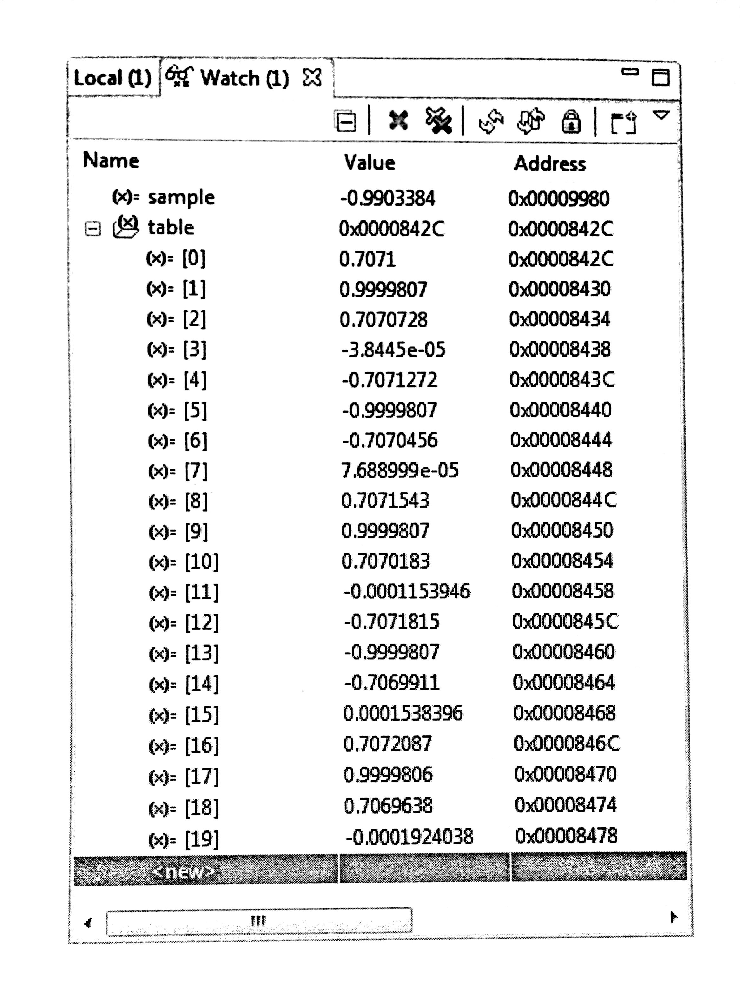 Local (1) Watch (1)
Name Value Address
(x)= sample -0.9903384 0x00009980
(x) table 0x0000842C 0x0000842C
(x)= [0] 0.7071 0x0000842C
(x)= [1] 0.9999807 0x00008430
(x)= [2] 0.7070728 0x00008434
(x)= [3] -3.8445e-05 0x00008438
(x)= [4] -0.7071272 0x0000843C
(x)= [5] -0.9999807 0x00008440
(x)= [6] -0.7070456 0x00008444
(x)= [7] 7.688999e-05 0x00008448
(x)= [8] 0.7071543 0x0000844C
(x)= [9] 0.9999807 0x00008450
(x)= [10] 0.7070183 0x00008454
(x)= [11] -0.0001153946 0x00008458
(x)= [12] -0.7071815 0x0000845C
(x)= [13] -0.9999807 0x00008460
(x)= [14] -0.7069911 0x00008464
(x)= [15] 0.0001538396 0x00008468
(x)= [16] 0.7072087 0x0000846C
(x)= [17] 0.9999806 0x00008470
(x)= [18] 0.7069638 0x00008474
(x)= [19] -0.0001924038 0x00008478
<new>